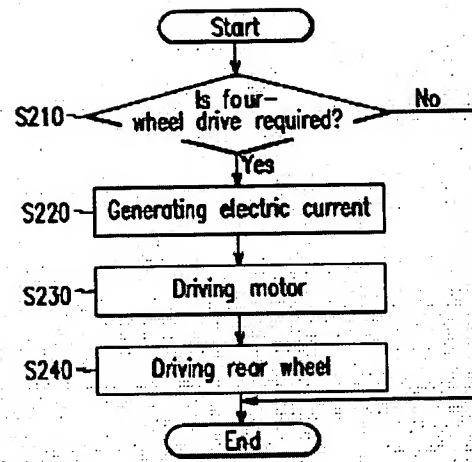 Start
S210
Is four-
wheel drive required?
No
Yes
S220
Generating electric current
S230
Driving motor
S240
Driving rear wheel
End